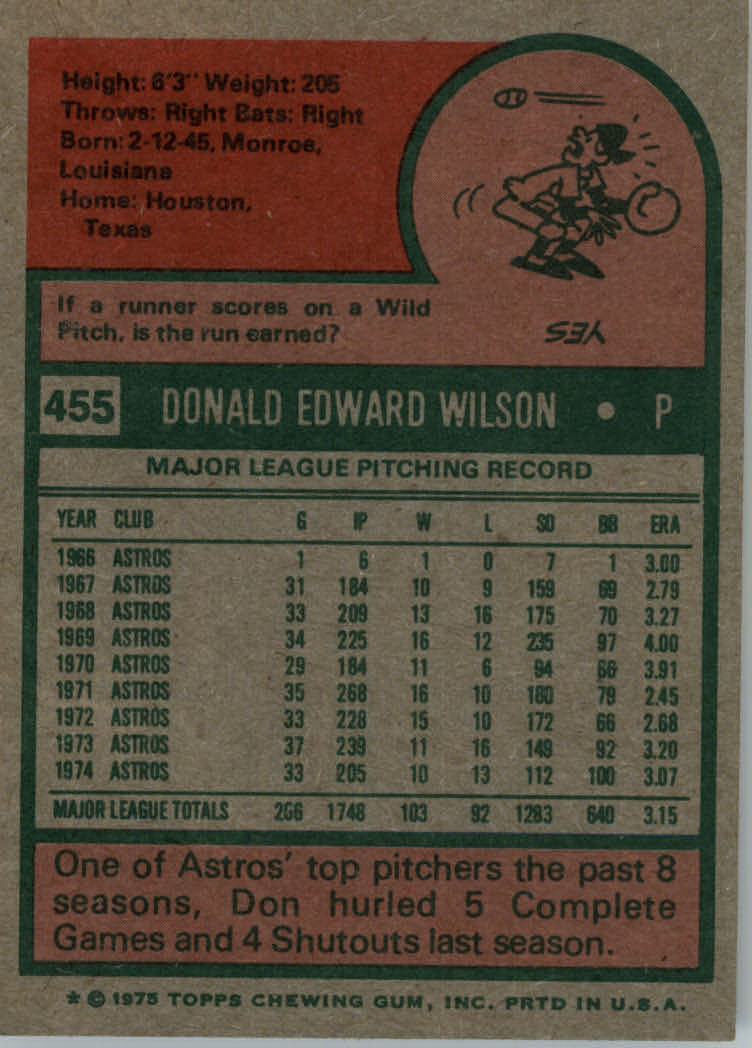 Height: 6'3" Weight: 205
Throws: Right Bats: Right
Born: 2-12-45, Monroe,
Louisiana
Home: Houston,
Texas
If a runner scores on a Wild
Pitch, is the run earned?
YES
455 DONALD EDWARD WILSON • P
MAJOR LEAGUE PITCHING RECORD
YEAR CLUB G IP W L SO BB ERA
1966 ASTROS 1 6 1 0 7 1 3.00
1967 ASTROS 31 184 10 9 159 69 2.79
1968 ASTROS 33 209 13 16 175 70 3.27
1969 ASTROS 34 225 16 12 235 97 4.00
1970 ASTROS 29 184 11 6 94 66 3.91
1971 ASTROS 35 268 16 10 180 79 2.45
1972 ASTROS 33 228 15 10 172 66 2.68
1973 ASTROS 37 239 11 16 149 92 3.20
1974 ASTROS 33 205 10 13 112 100 3.07
MAJOR LEAGUE TOTALS 266 1748 103 92 1283 640 3.15
One of Astros' top pitchers the past 8
seasons, Don hurled 5 Complete
Games and 4 Shutouts last season.
* © 1975 TOPPS CHEWING GUM, INC. PRTD IN U.S.A.